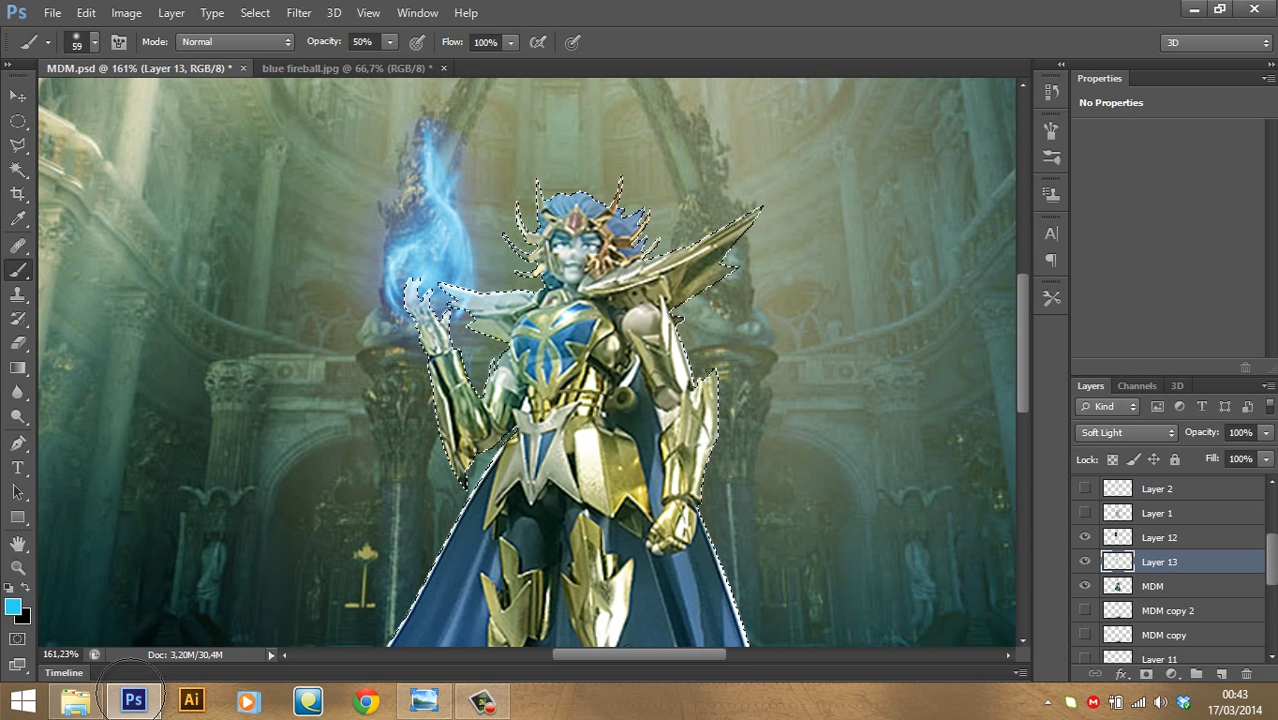 Ps File Edit Image Layer Type Select Filter 3D View Window Help
59 Mode: Normal Opacity: 50% Flow: 100% 3D
MDM.psd @ 161% (Layer 13, RGB/8) * × blue fireball.jpg @ 66,7% (RGB/8) * ×
Properties
No Properties
Layers Channels 3D
Kind
Soft Light Opacity: 100%
Lock: Fill: 100%
Layer 2
Layer 1
Layer 12
Layer 13
MDM
MDM copy 2
MDM copy
Layer 11
161,23% Doc: 3,20M/30,4M
Timeline
Ps Ai
00:43
17/03/2014